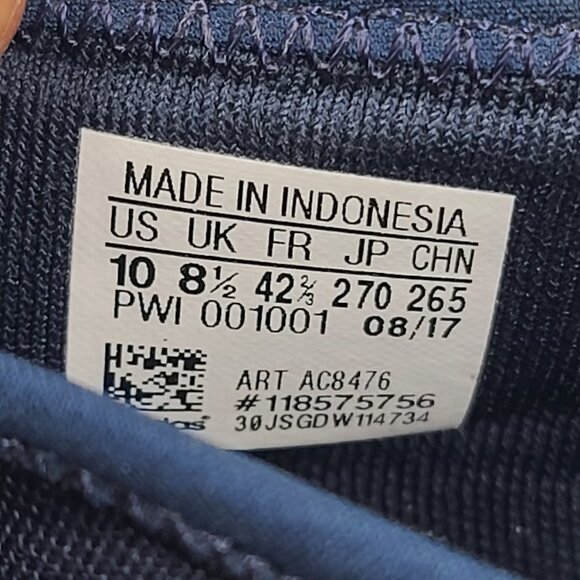 MADE IN INDONESIA
US UK FR JP CHN
10 8½ 42⅔ 270 265
PWI 001001 08/17
ART AC8476
#118575756
30JSGDW114734